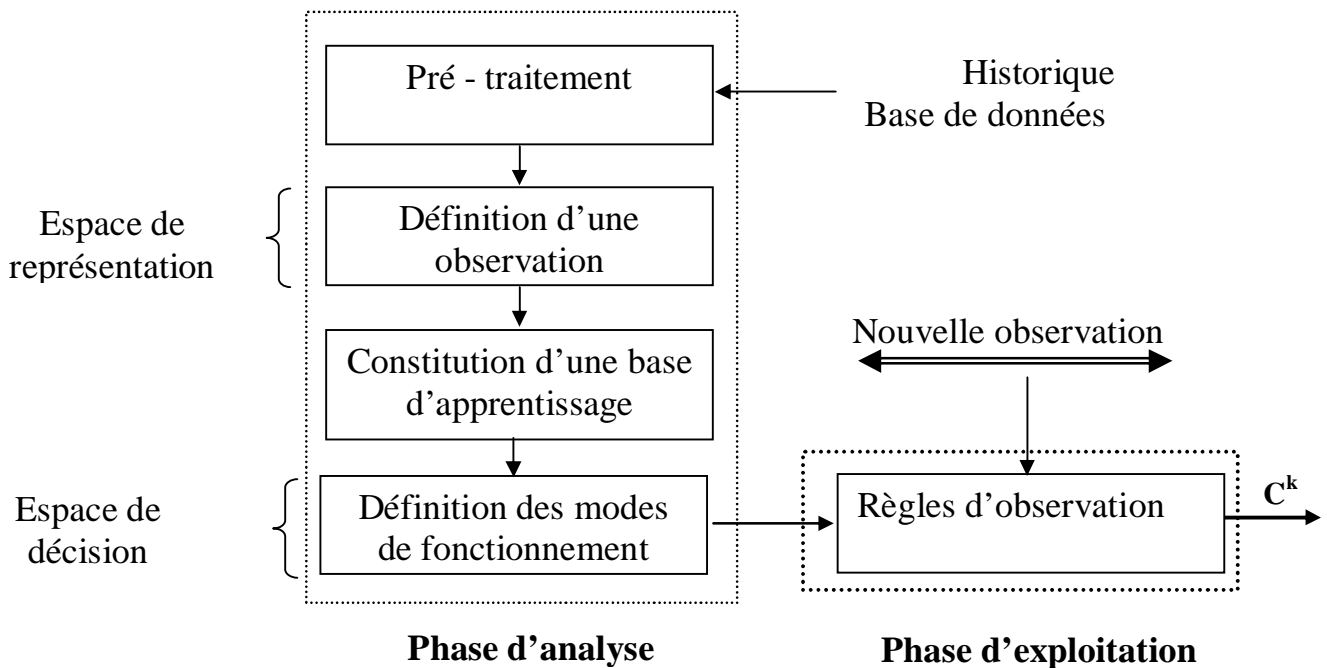 Pré - traitement
Historique
Base de données
Espace de
représentation
Définition d’une
observation
Nouvelle observation
Constitution d’une base
d’apprentissage
Espace de
décision
Définition des modes
de fonctionnement
Règles d’observation
C^k
Phase d’analyse
Phase d’exploitation